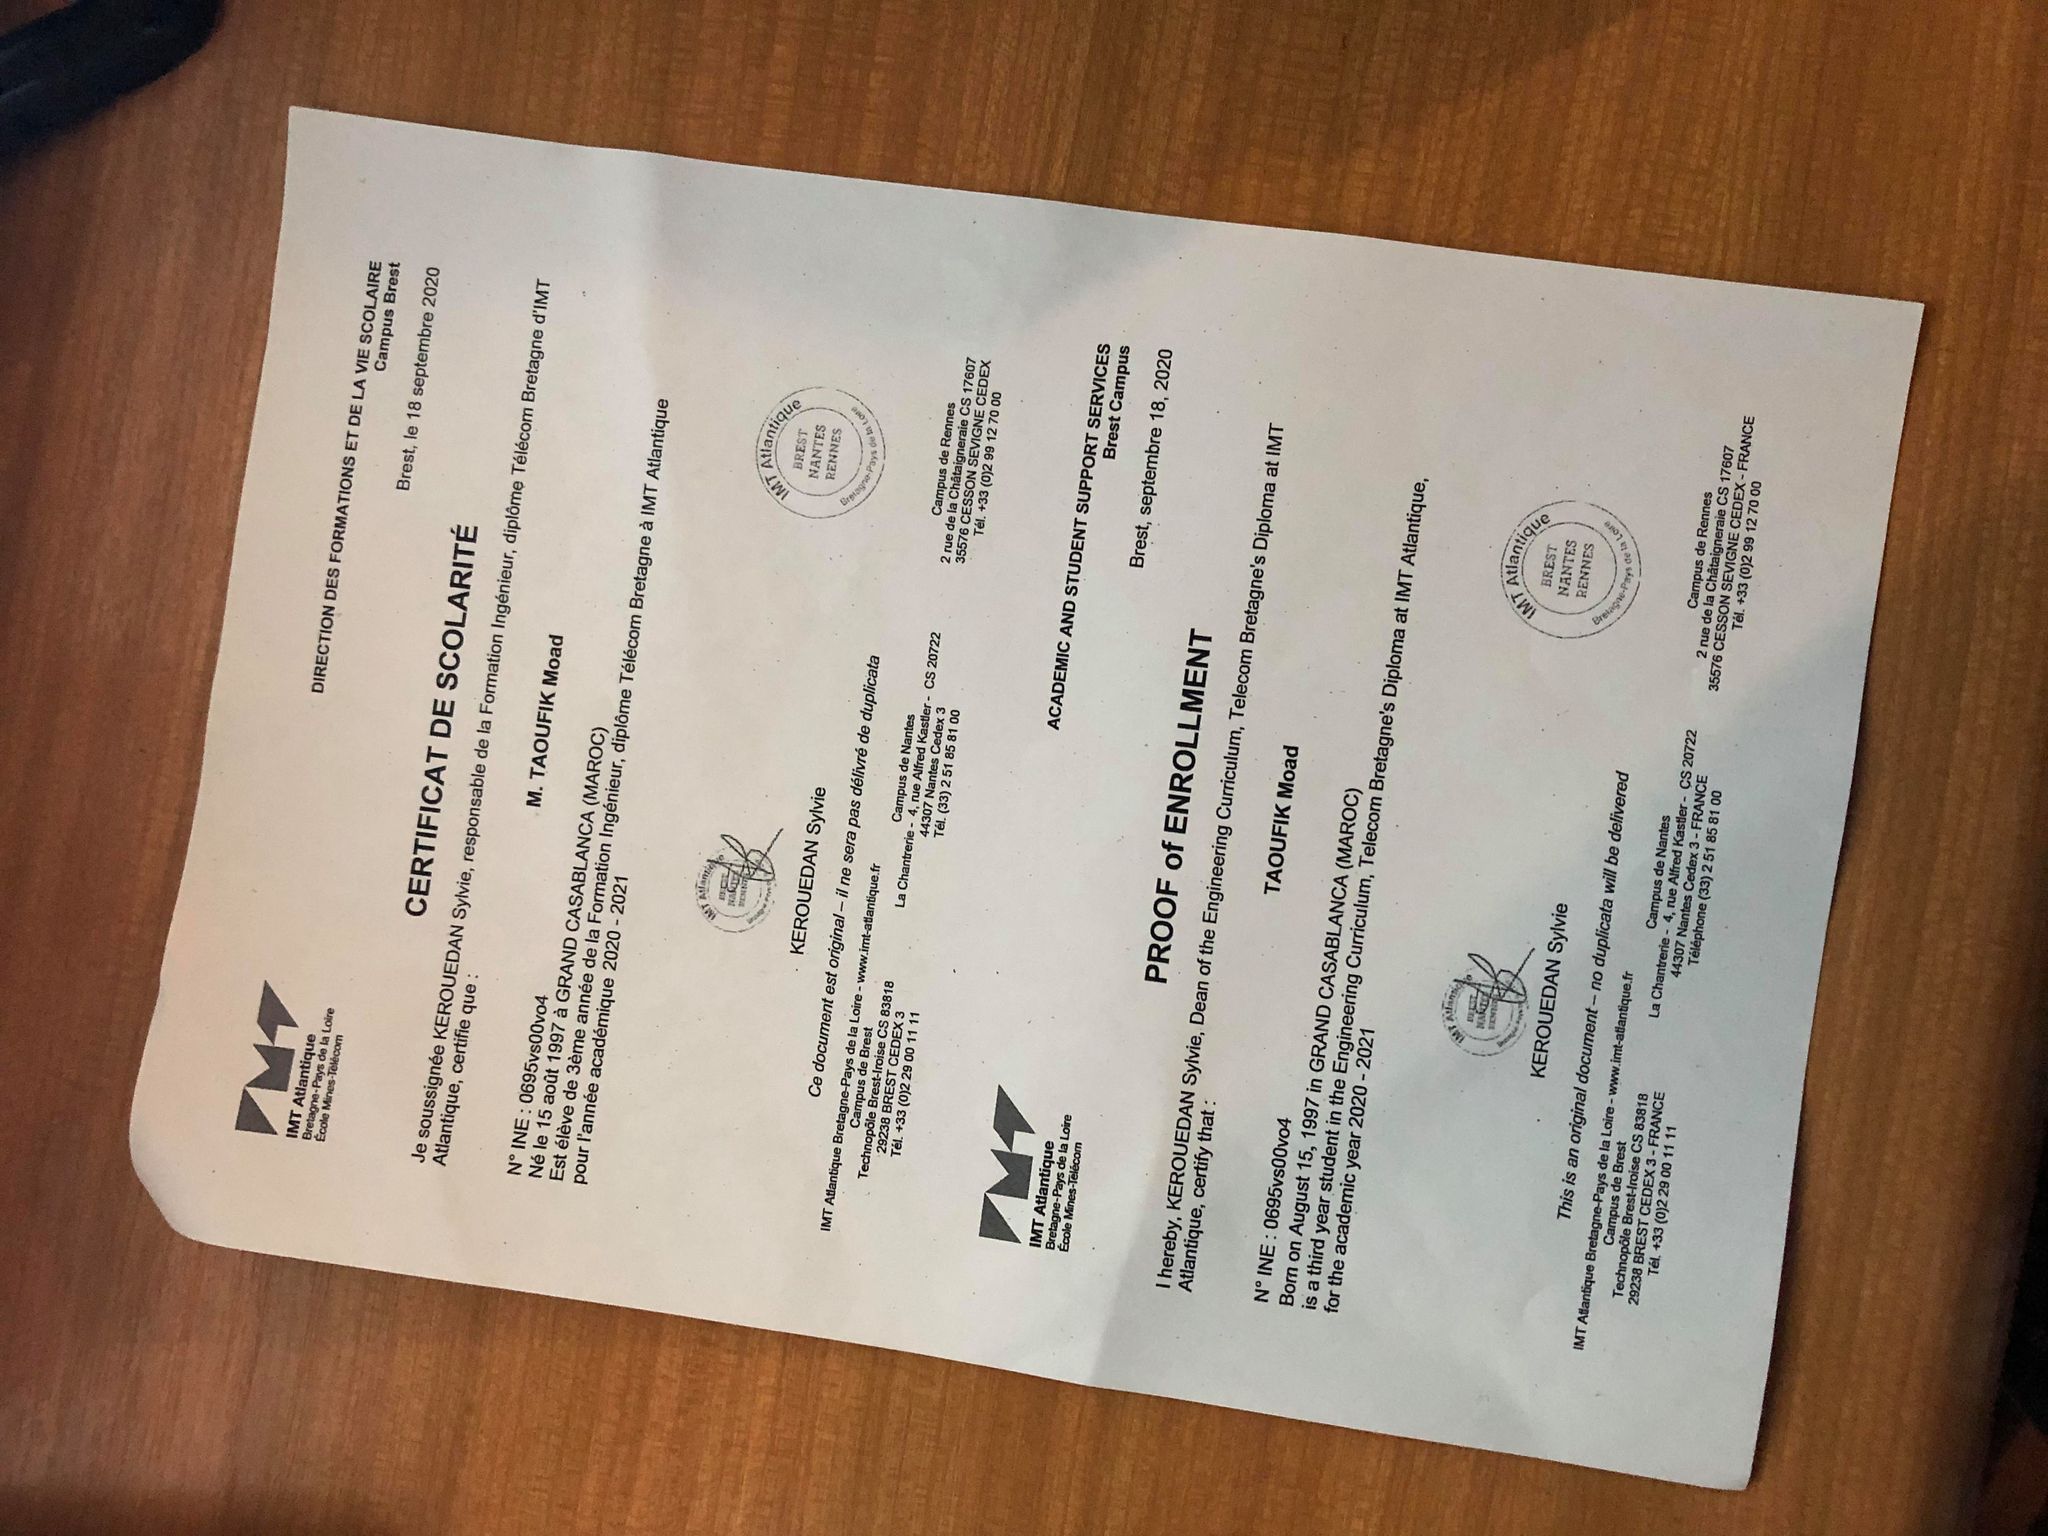 IMT Atlantique
Bretagne-Pays de la Loire
École Mines-Télécom
DIRECTION DES FORMATIONS ET DE LA VIE SCOLAIRE
Campus Brest
Brest, le 18 septembre 2020
CERTIFICAT DE SCOLARITÉ
Je soussignée KEROUEDAN Sylvie, responsable de la Formation Ingénieur, diplôme Télécom Bretagne d'IMT
Atlantique, certifie que :
M. TAOUFIK Moad
N° INE : 0695vs00vo4
Né le 15 août 1997 à GRAND CASABLANCA (MAROC)
Est élève de 3ème année de la Formation Ingénieur, diplôme Télécom Bretagne à IMT Atlantique
pour l'année académique 2020 - 2021
IMT Atlantique
BREST
NANTES
RENNES
Bretagne-Pays de la Loire
KEROUEDAN Sylvie
IMT Atlantique
BREST
NANTES
RENNES
Bretagne-Pays de la Loire
Ce document est original – il ne sera pas délivré de duplicata
IMT Atlantique Bretagne-Pays de la Loire - www.imt-atlantique.fr
Campus de Brest
Technopôle Brest-Iroise CS 83818
29238 BREST CEDEX 3
Tél. +33 (0)2 29 00 11 11
Campus de Nantes
La Chantrerie - 4, rue Alfred Kastler - CS 20722
44307 Nantes Cedex 3
Tél. (33) 2 51 85 81 00
Campus de Rennes
2 rue de la Châtaigneraie CS 17607
35576 CESSON SEVIGNE CEDEX
Tél. +33 (0)2 99 12 70 00
IMT Atlantique
Bretagne-Pays de la Loire
École Mines-Télécom
ACADEMIC AND STUDENT SUPPORT SERVICES
Brest Campus
Brest, septembre 18, 2020
PROOF of ENROLLMENT
I hereby, KEROUEDAN Sylvie, Dean of the Engineering Curriculum, Telecom Bretagne's Diploma at IMT
Atlantique, certify that :
TAOUFIK Moad
N° INE : 0695vs00vo4
Born on August 15, 1997 in GRAND CASABLANCA (MAROC)
is a third year student in the Engineering Curriculum, Telecom Bretagne's Diploma at IMT Atlantique,
for the academic year 2020 - 2021
IMT Atlantique
BREST
NANTES
RENNES
Bretagne-Pays de la Loire
KEROUEDAN Sylvie
IMT Atlantique
BREST
NANTES
RENNES
Bretagne-Pays de la Loire
This is an original document – no duplicata will be delivered
IMT Atlantique Bretagne-Pays de la Loire - www.imt-atlantique.fr
Campus de Brest
Technopôle Brest-Iroise CS 83818
29238 BREST CEDEX 3 - FRANCE
Tél. +33 (0)2 29 00 11 11
Campus de Nantes
La Chantrerie - 4, rue Alfred Kastler - CS 20722
44307 Nantes Cedex 3 - FRANCE
Téléphone (33) 2 51 85 81 00
Campus de Rennes
2 rue de la Châtaigneraie CS 17607
35576 CESSON SEVIGNE CEDEX - FRANCE
Tél. +33 (0)2 99 12 70 00